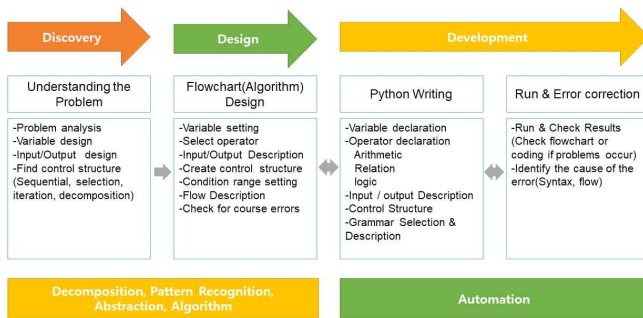 Discovery
Design
Development
Understanding the
Problem
Flowchart(Algorithm)
Design
Python Writing
Run & Error correction
-Problem analysis
-Variable design
-Input/Output design
-Find control structure
(Sequential, selection,
iteration, decomposition)
-Variable setting
-Select operator
-Input/Output Description
-Create control structure
-Condition range setting
-Flow Description
-Check for course errors
-Variable declaration
-Operator declaration
Arithmetic
Relation
logic
-Input / output Description
-Control Structure
-Grammar Selection &
Description
-Run & Check Results
(Check flowchart or
coding if problems occur)
-Identify the cause of the
error(Syntax, flow)
Decomposition, Pattern Recognition,
Abstraction, Algorithm
Automation